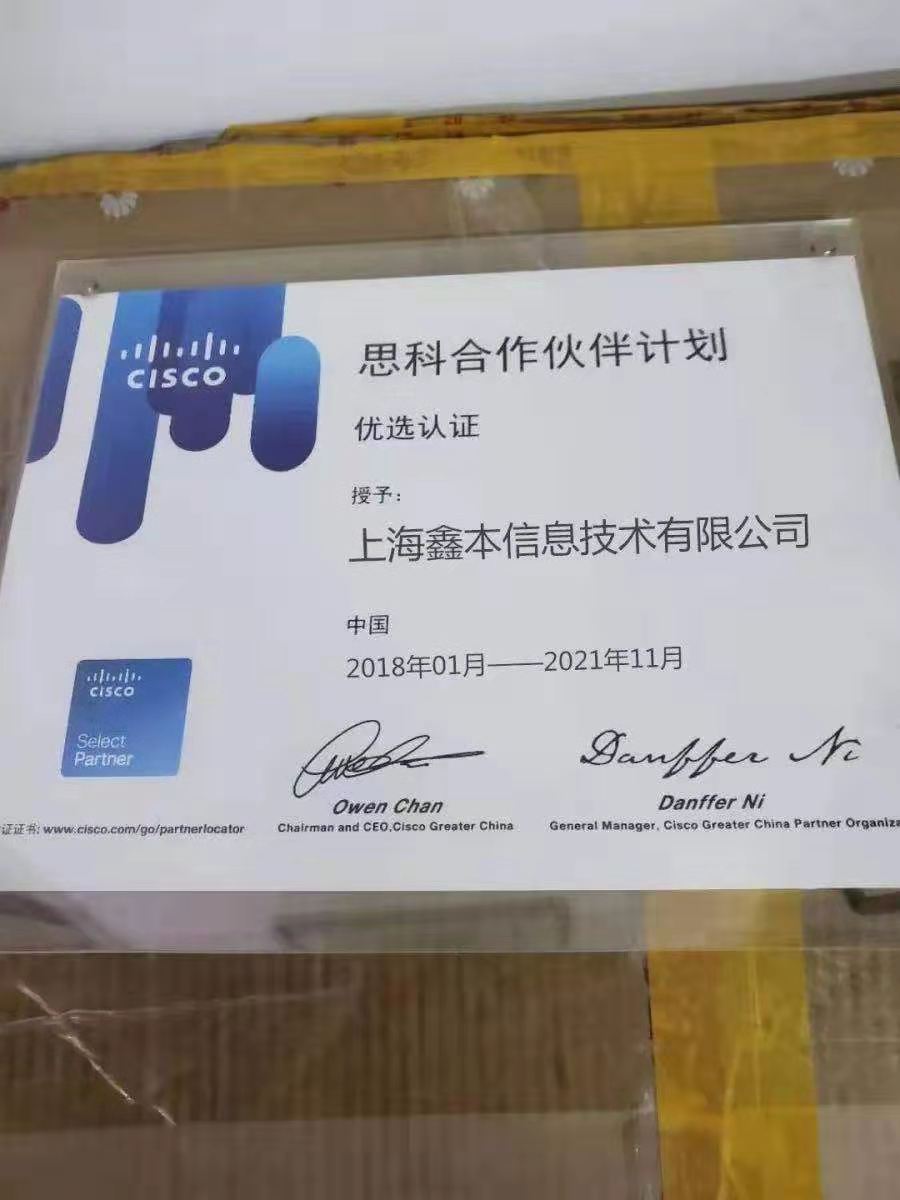 CISCO
思科合作伙伴计划
优选认证
授予：
上海鑫本信息技术有限公司
中国
2018年01月——2021年11月
CISCO
Select
Partner
Owen Chan
Danffer Ni
Owen Chan
Chairman and CEO,Cisco Greater China
Danffer Ni
General Manager, Cisco Greater China Partner
证证书: www.cisco.com/go/partnerlocator